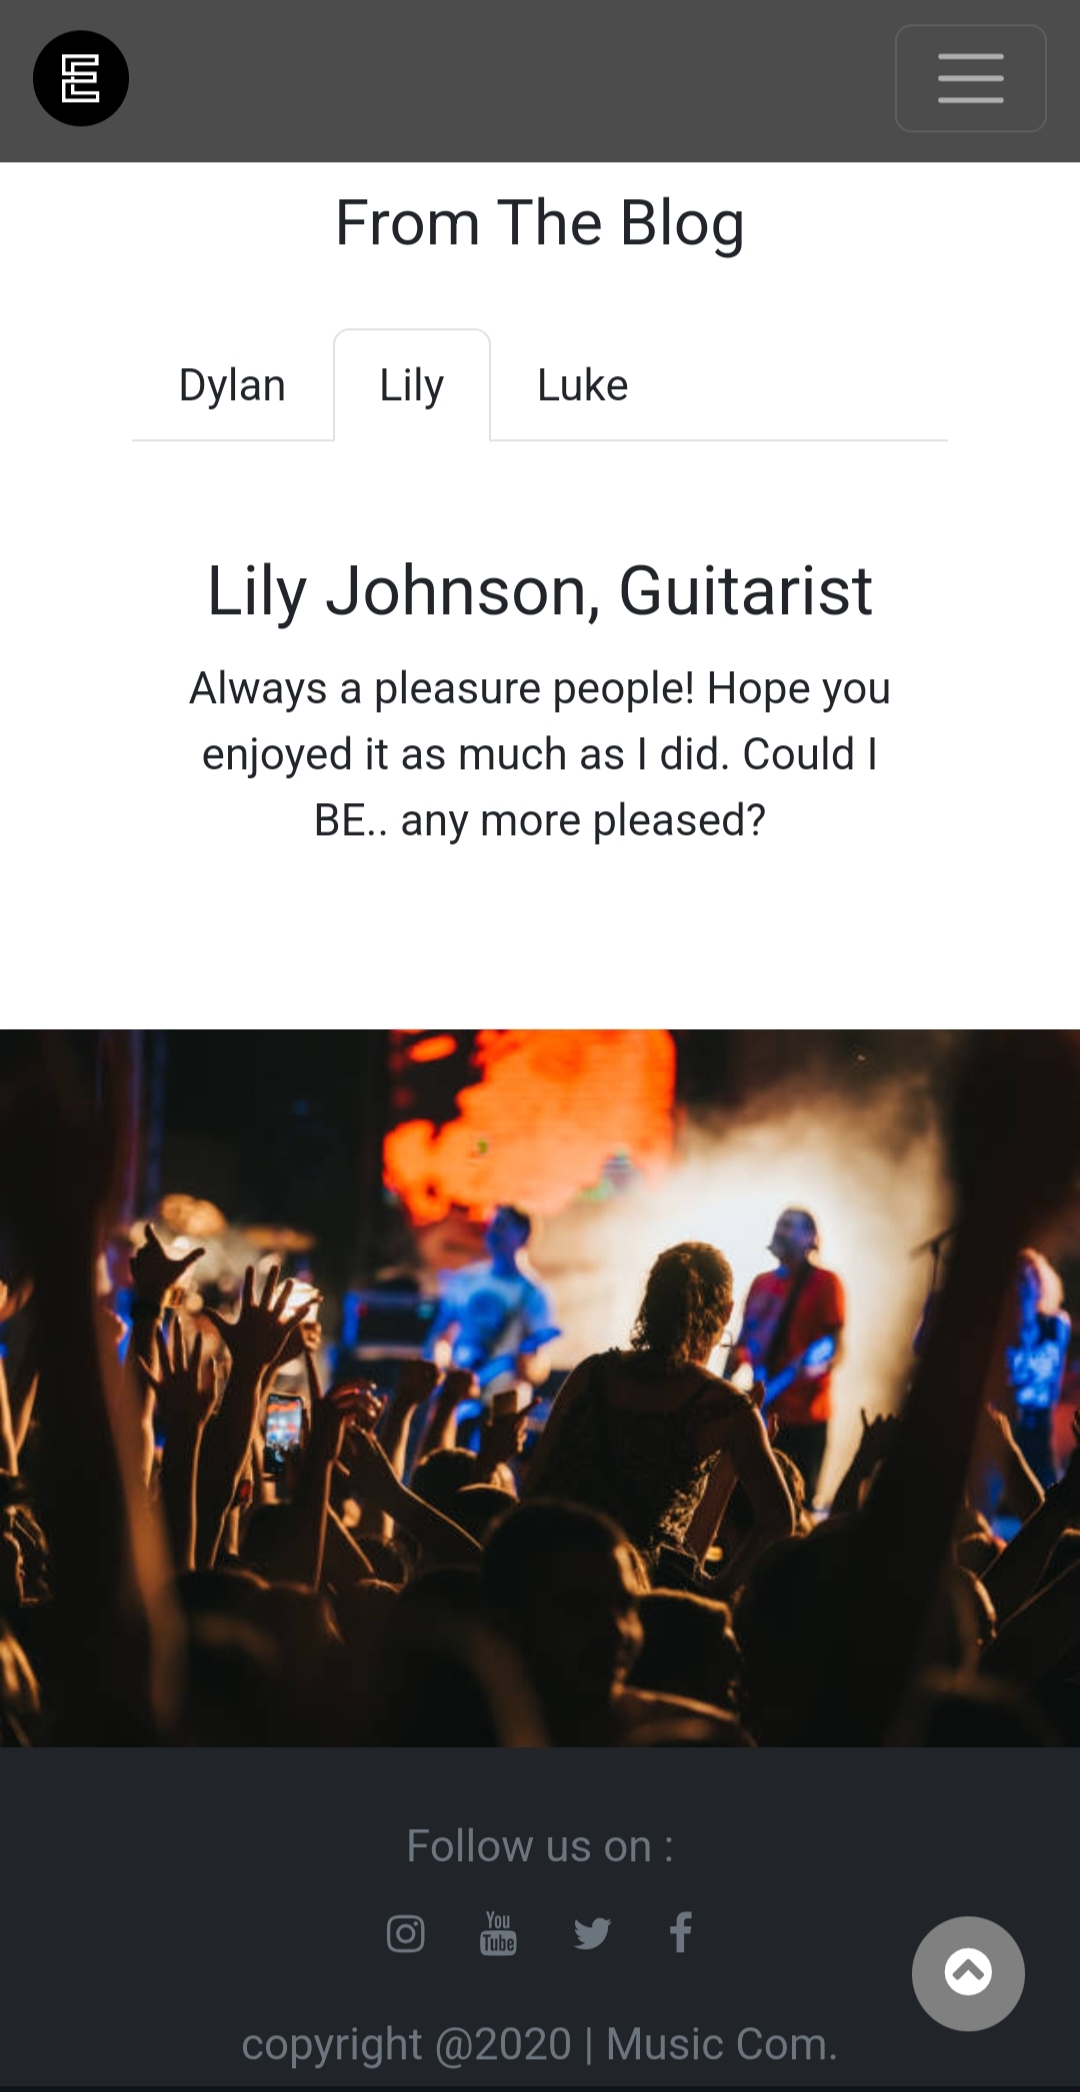 E
From The Blog
Dylan Lily Luke
Lily Johnson, Guitarist
Always a pleasure people! Hope you
enjoyed it as much as I did. Could I
BE.. any more pleased?
Follow us on :
You
Tube
copyright @2020 | Music Com.